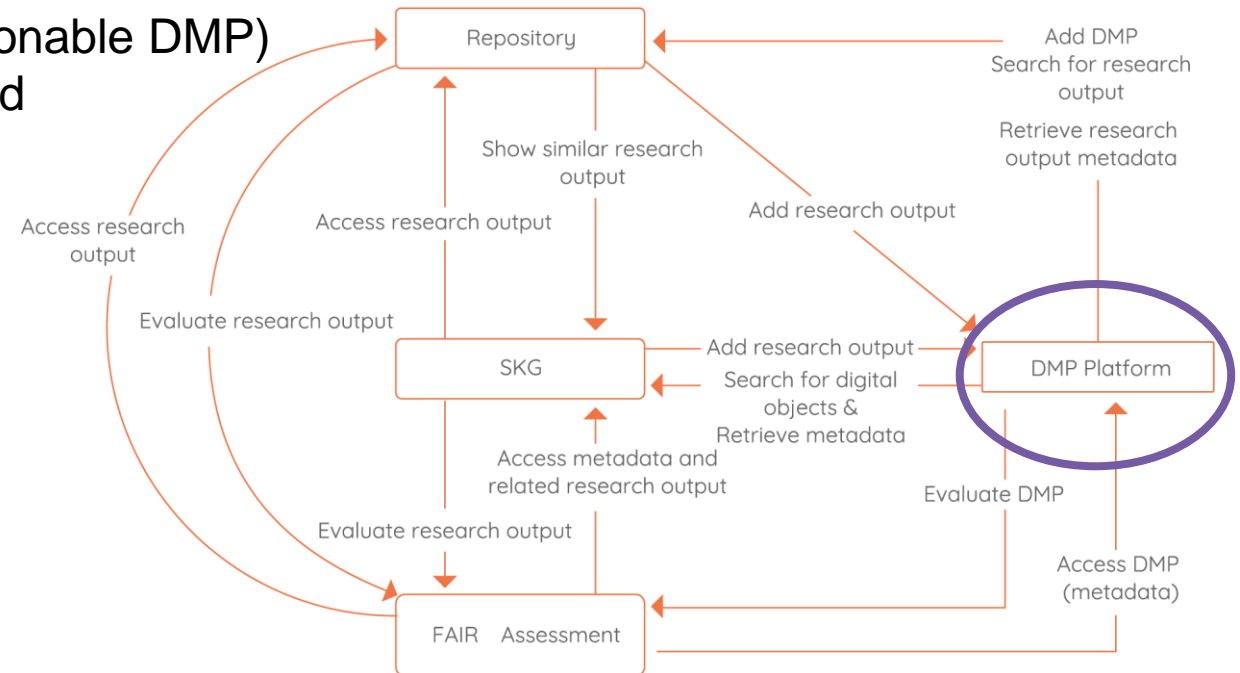 onable DMP)
d
Repository
Add DMP
Search for research
output
Retrieve research
output metadata
Show similar research
output
Access research output
Add research output
Access research
output
Evaluate research output
SKG
Add research output
Search for digital
objects &
Retrieve metadata
DMP Platform
Access metadata and
related research output
Evaluate DMP
Evaluate research output
Access DMP
(metadata)
FAIR Assessment